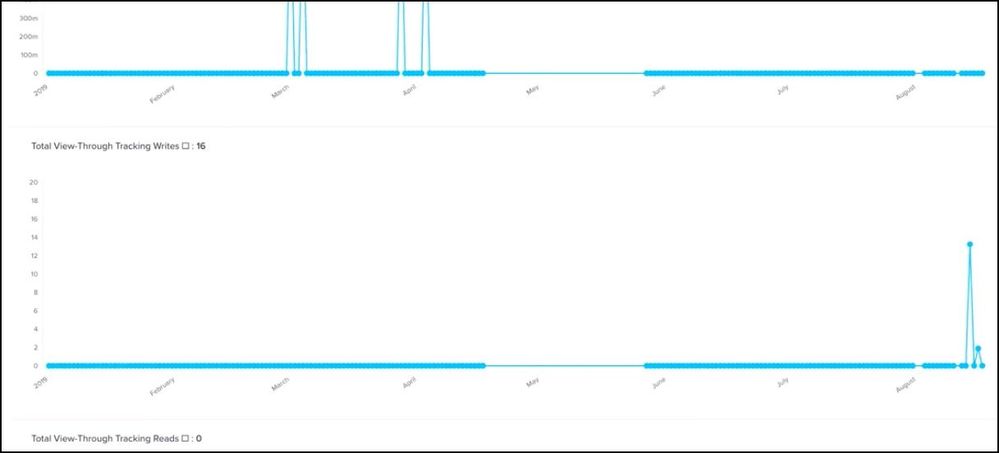 300m
200m
100m
0
2019 February March April May June July August
Total View-Through Tracking Writes ☐ : 16
20
18
16
14
12
10
8
6
4
2
0
2019 February March April May June July August
Total View-Through Tracking Reads ☐ : 0